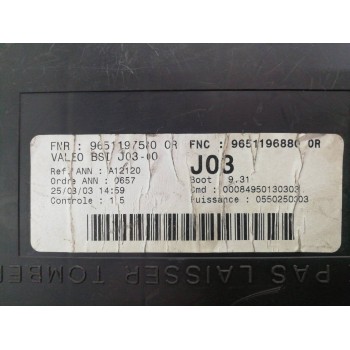 FNR : 9651197580 0R FNC : 9651196880 0R
VALEO BSI J03-00 J03
Ref. ANN : A12120
Boot : 9.31
Ordre ANN : 0657
Cmd : 00084950130303
25/03/03 14:59
Puissance : 0550250303
Controle : 15
PAS LAISSER TOMBER